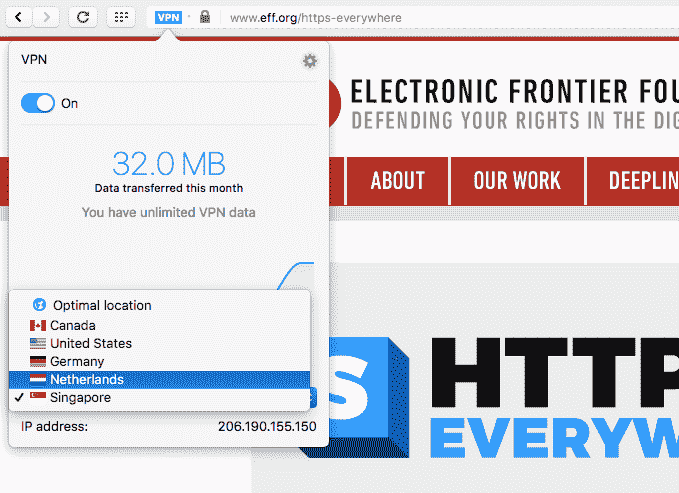 VPN www.eff.org/https-everywhere
VPN
On
32.0 MB
Data transferred this month
You have unlimited VPN data
Optimal location
Canada
United States
Germany
Netherlands
Singapore
IP address: 206.190.155.150
ELECTRONIC FRONTIER FOU
DEFENDING YOUR RIGHTS IN THE DIG
ABOUT OUR WORK DEEPLIN
S HTTP
EVERYW